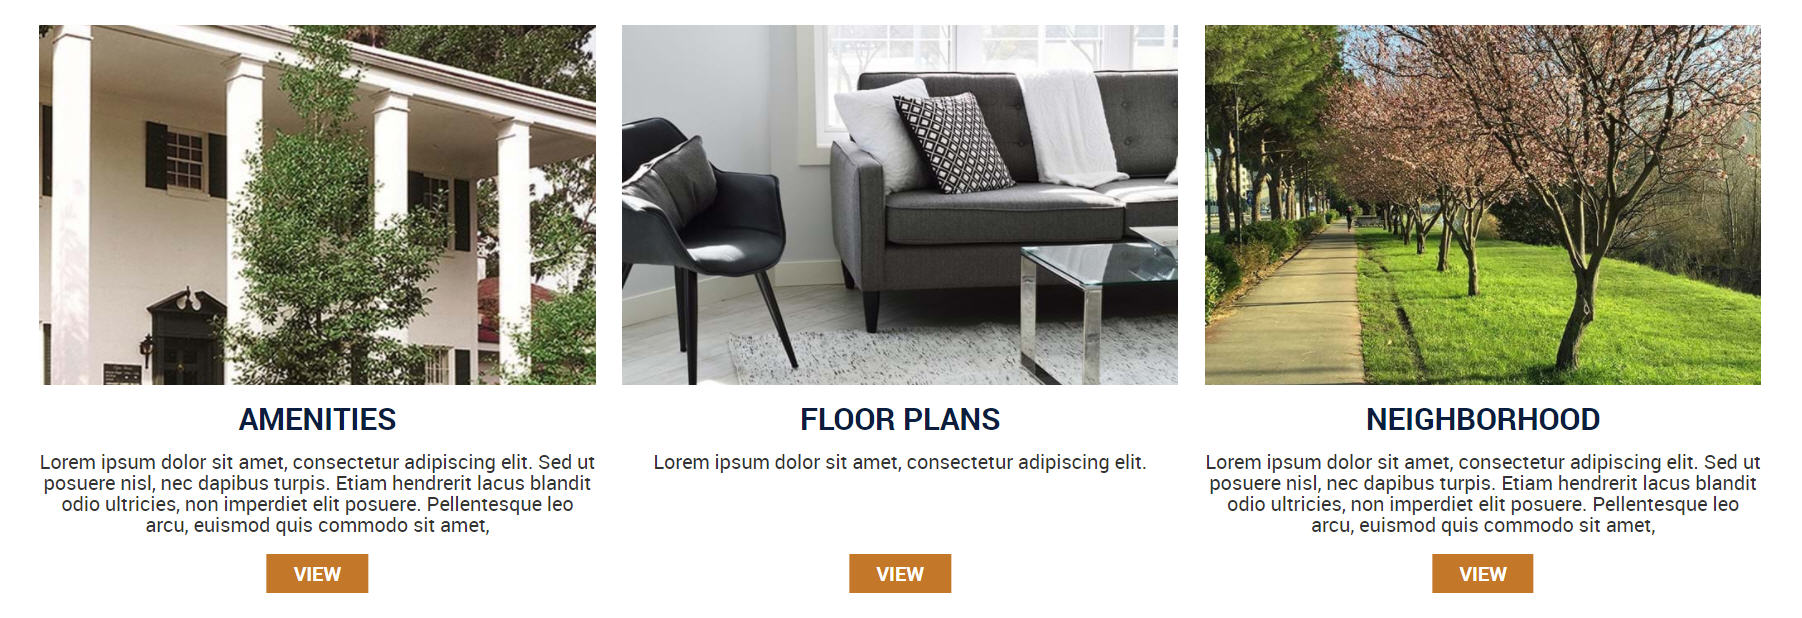 AMENITIES
Lorem ipsum dolor sit amet, consectetur adipiscing elit. Sed ut
posuere nisl, nec dapibus turpis. Etiam hendrerit lacus blandit
odio ultricies, non imperdiet elit posuere. Pellentesque leo
arcu, euismod quis commodo sit amet,
VIEW
FLOOR PLANS
Lorem ipsum dolor sit amet, consectetur adipiscing elit.
VIEW
NEIGHBORHOOD
Lorem ipsum dolor sit amet, consectetur adipiscing elit. Sed ut
posuere nisl, nec dapibus turpis. Etiam hendrerit lacus blandit
odio ultricies, non imperdiet elit posuere. Pellentesque leo
arcu, euismod quis commodo sit amet,
VIEW